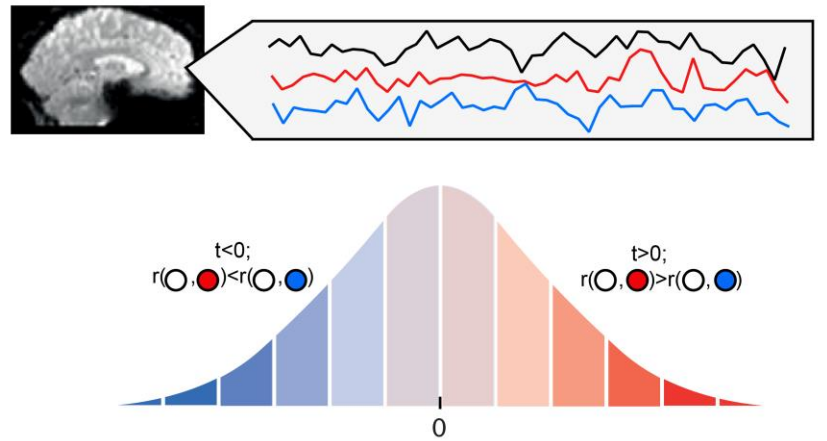 t<0;
r( , )<r( , )
t>0;
r( , )>r( , )
0